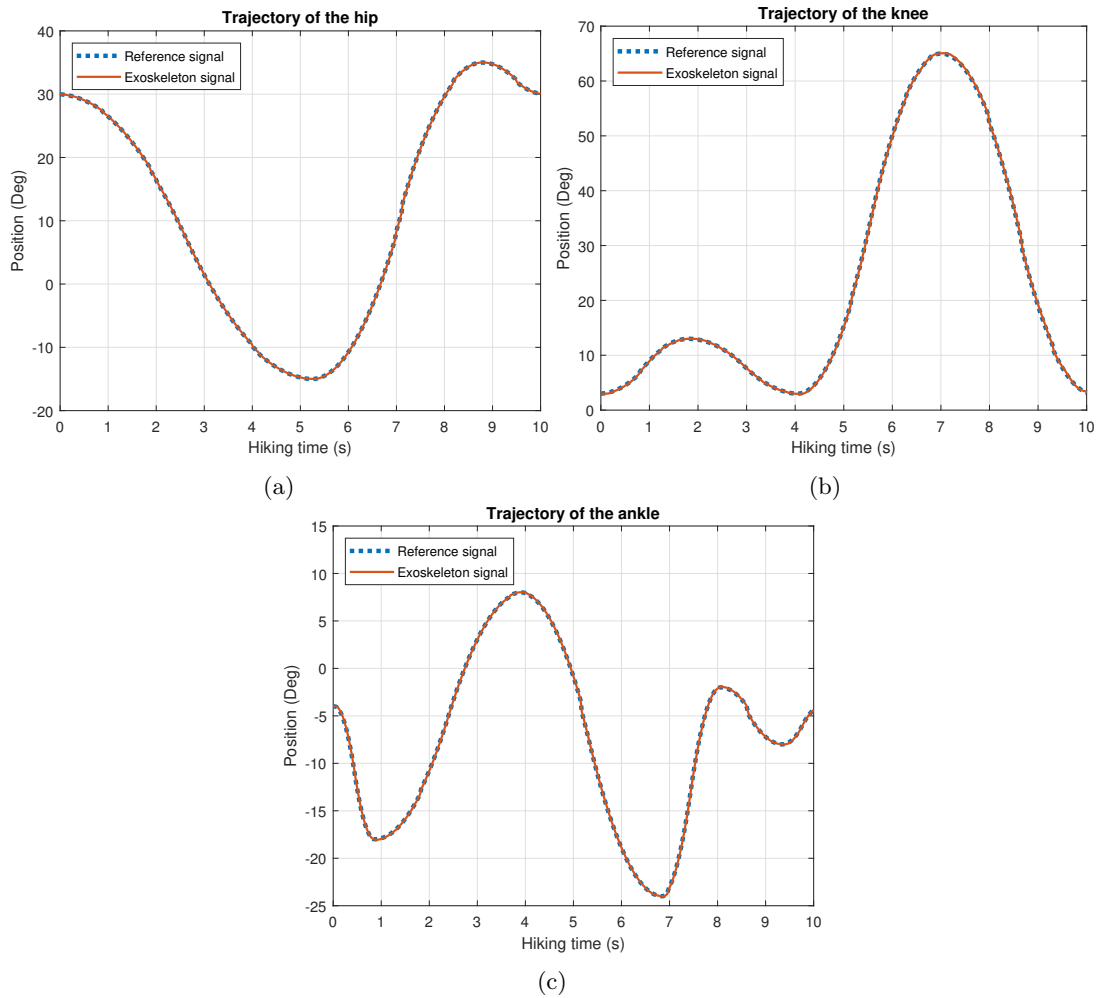 Trajectory of the hip
40
30
20
10
0
-10
-20
Position (Deg)
Reference signal
Exoskeleton signal
0 1 2 3 4 5 6 7 8 9 10
Hiking time (s)
(a)
Trajectory of the knee
70
60
50
40
30
20
10
0
Position (Deg)
Reference signal
Exoskeleton signal
0 1 2 3 4 5 6 7 8 9 10
Hiking time (s)
(b)
Trajectory of the ankle
15
10
5
0
-5
-10
-15
-20
-25
Position (Deg)
Reference signal
Exoskeleton signal
0 1 2 3 4 5 6 7 8 9 10
Hiking time (s)
(c)